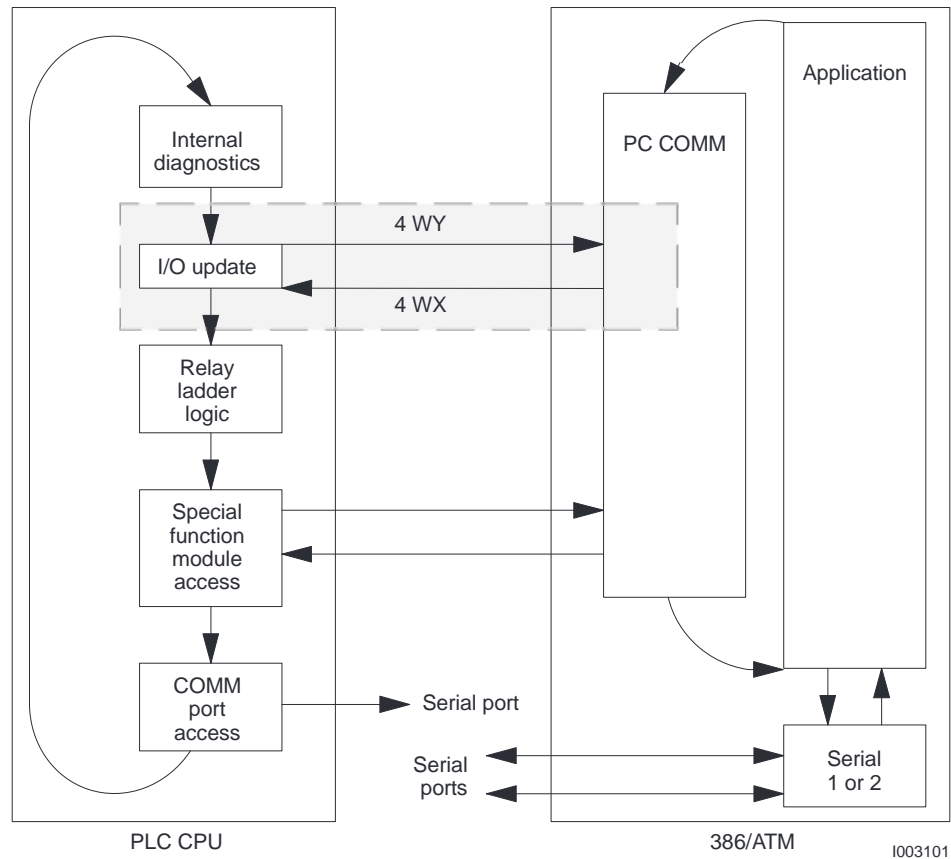 Application
PC COMM
Internal
diagnostics
4 WY
I/O update
4 WX
Relay
ladder
logic
Special
function
module
access
COMM
port
access
Serial port
Serial
ports
Serial
1 or 2
PLC CPU
386/ATM
I003101